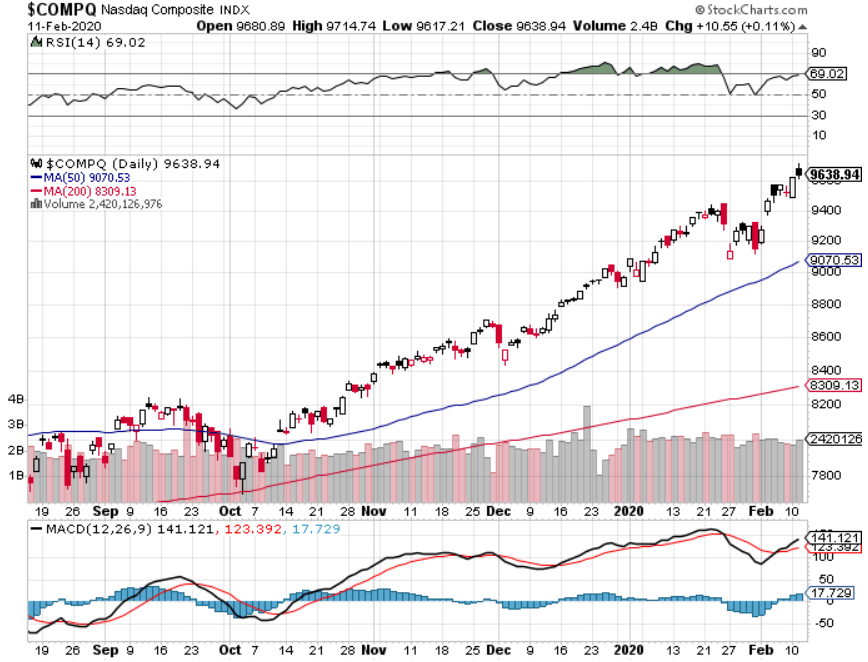 $COMPQ Nasdaq Composite INDX © StockCharts.com
11-Feb-2020 Open 9680.89 High 9714.74 Low 9617.21 Close 9638.94 Volume 2.4B Chg +10.55 (+0.11%)
RSI(14) 69.02
90
69.02
50
30
10
$COMPQ (Daily) 9638.94
MA(50) 9070.53
MA(200) 8309.13
Volume 2,420,126,976
9638.94
9400
9200
9070.53
9000
8800
8600
8400
8309.13
8200
4B
3B
2B
1B
2420126
7800
19 26 Sep 9 16 23 Oct 7 14 21 28 Nov 11 18 25 Dec 9 16 23 2020 13 21 27 Feb 10
MACD(12,26,9) 141.121, 123.392, 17.729
141.121
123.392
100
50
17.729
0
-50
19 26 Sep 9 16 23 Oct 7 14 21 28 Nov 11 18 25 Dec 9 16 23 2020 13 21 27 Feb 10